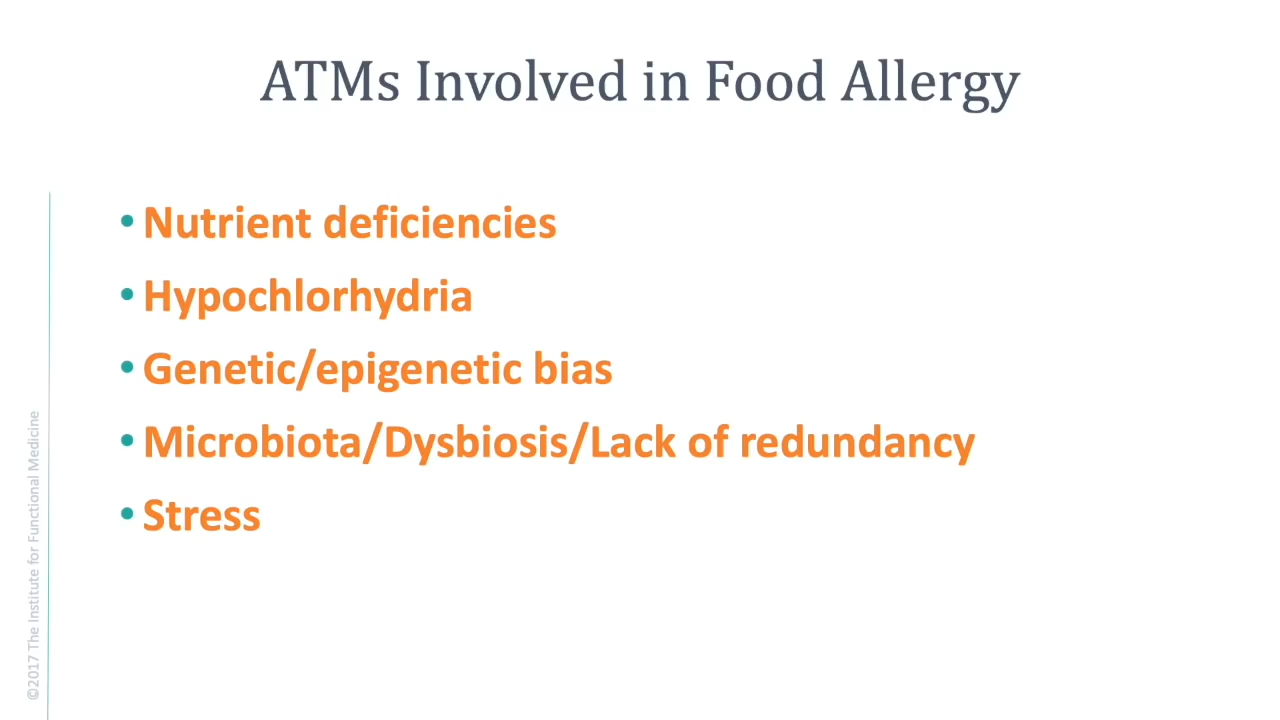 ATMs Involved in Food Allergy
• Nutrient deficiencies
• Hypochlorhydria
• Genetic/epigenetic bias
• Microbiota/Dysbiosis/Lack of redundancy
• Stress
©2017 The Institute for Functional Medicine